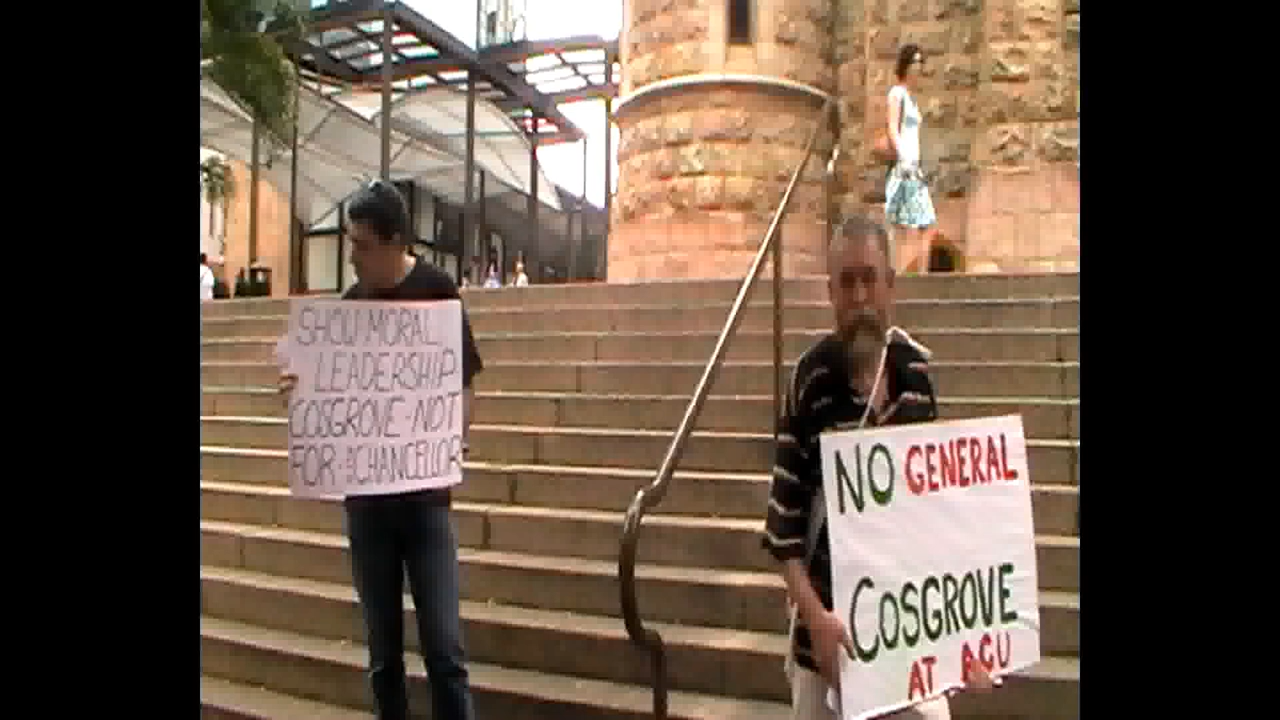 SHOW MORAL
LEADERSHIP
COSGROVE-NOT
FOR CHANCELLOR
NO GENERAL
COSGROVE
AT ACU